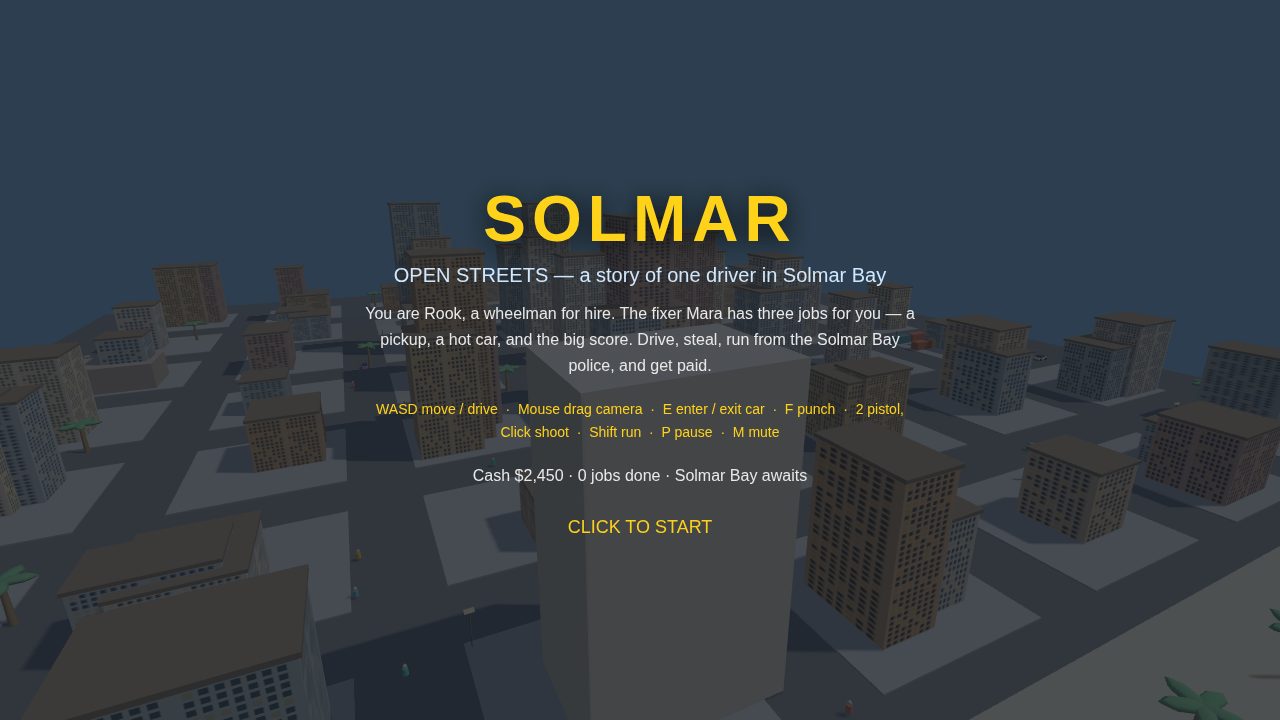 SOLMAR
OPEN STREETS — a story of one driver in Solmar Bay
You are Rook, a wheelman for hire. The fixer Mara has three jobs for you — a
pickup, a hot car, and the big score. Drive, steal, run from the Solmar Bay
police, and get paid.
WASD move / drive · Mouse drag camera · E enter / exit car · F punch · 2 pistol,
Click shoot · Shift run · P pause · M mute
Cash $2,450 · 0 jobs done · Solmar Bay awaits
CLICK TO START